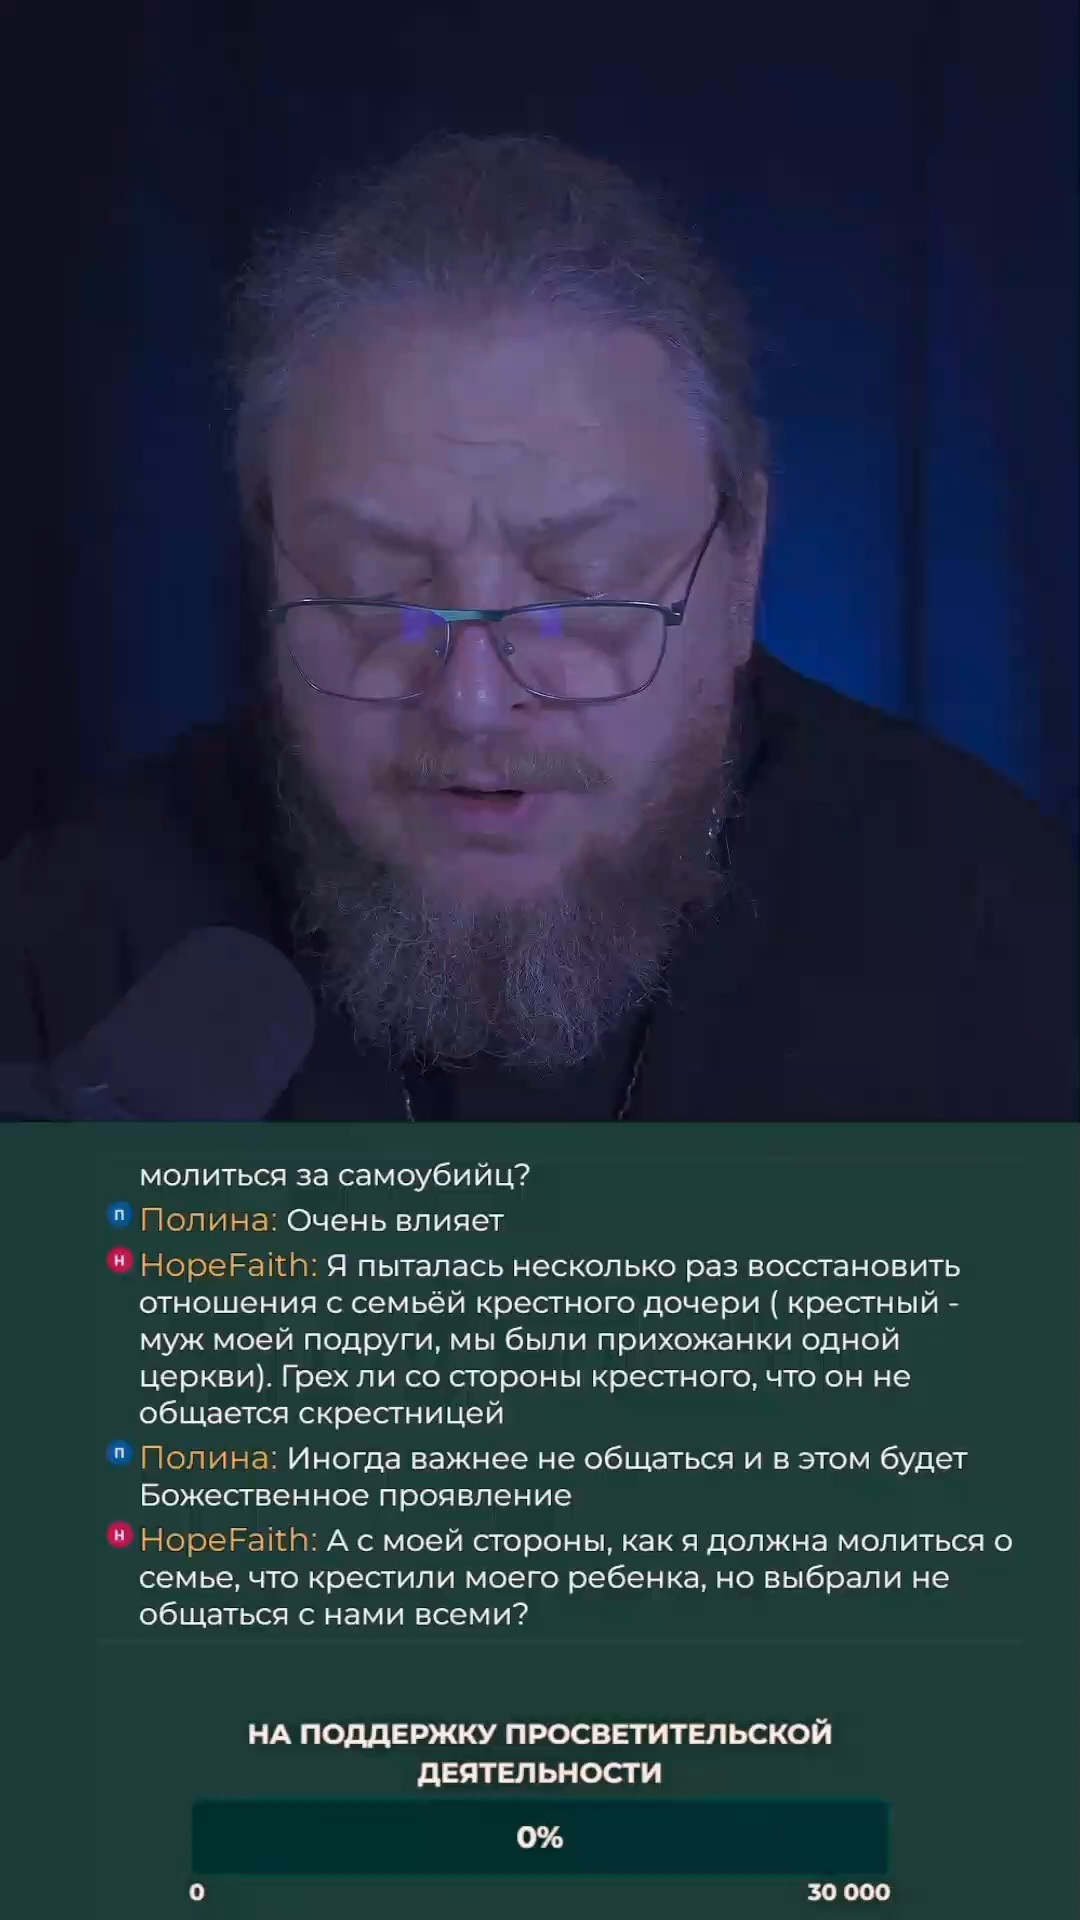 молиться за самоубийц?
П Полина: Очень влияет
H HopeFaith: Я пыталась несколько раз восстановить
отношения с семьёй крестного дочери ( крестный -
муж моей подруги, мы были прихожанки одной
церкви). Грех ли со стороны крестного, что он не
общается скрестницей
П Полина: Иногда важнее не общаться и в этом будет
Божественное проявление
H HopeFaith: А с моей стороны, как я должна молиться о
семье, что крестили моего ребенка, но выбрали не
общаться с нами всеми?
НА ПОДДЕРЖКУ ПРОСВЕТИТЕЛЬСКОЙ
ДЕЯТЕЛЬНОСТИ
0%
0 30 000